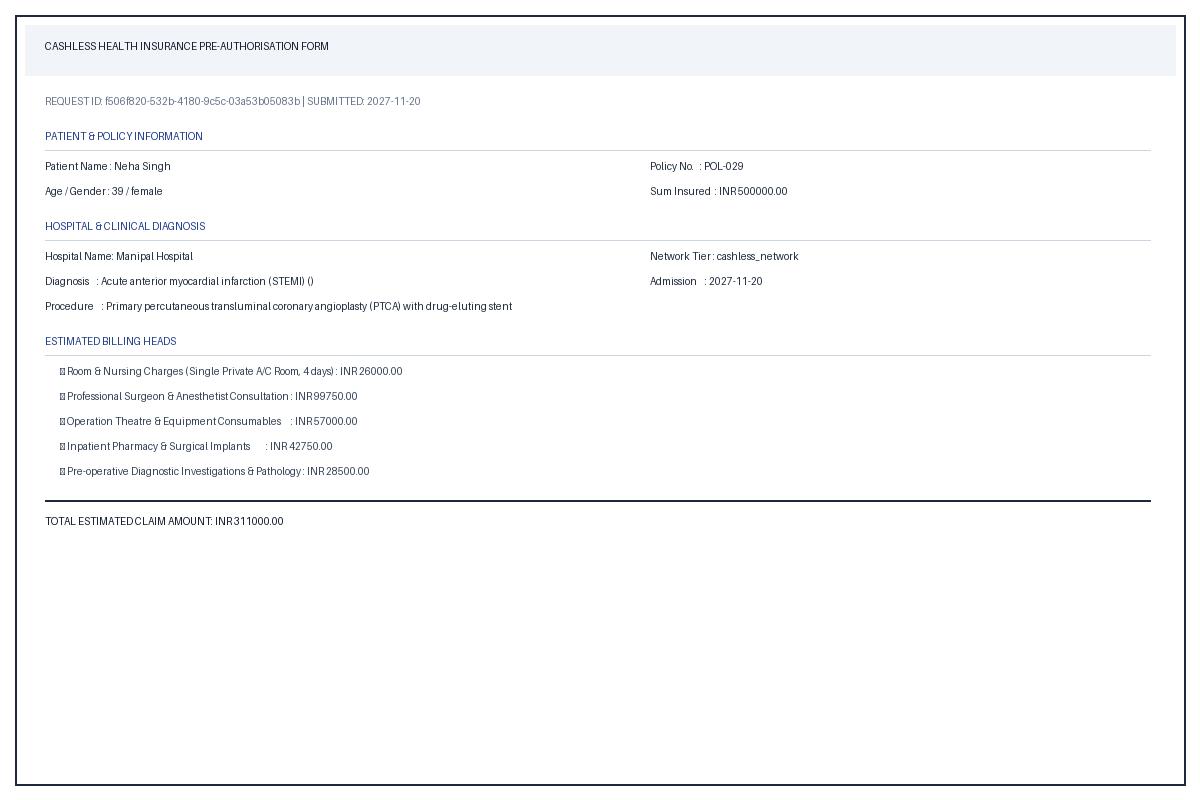 CASHLESS HEALTH INSURANCE PRE-AUTHORISATION FORM
REQUEST ID: f506f820-532b-4180-9c5c-03a53b05083b | SUBMITTED: 2027-11-20
PATIENT & POLICY INFORMATION
Patient Name : Neha Singh Policy No. : POL-029
Age / Gender : 39 / female Sum Insured : INR 500000.00
HOSPITAL & CLINICAL DIAGNOSIS
Hospital Name: Manipal Hospital Network Tier : cashless_network
Diagnosis : Acute anterior myocardial infarction (STEMI) () Admission : 2027-11-20
Procedure : Primary percutaneous transluminal coronary angioplasty (PTCA) with drug-eluting stent
ESTIMATED BILLING HEADS
Room & Nursing Charges (Single Private A/C Room, 4 days) : INR 26000.00
Professional Surgeon & Anesthetist Consultation : INR 99750.00
Operation Theatre & Equipment Consumables : INR 57000.00
Inpatient Pharmacy & Surgical Implants : INR 42750.00
Pre-operative Diagnostic Investigations & Pathology : INR 28500.00
TOTAL ESTIMATED CLAIM AMOUNT: INR 311000.00